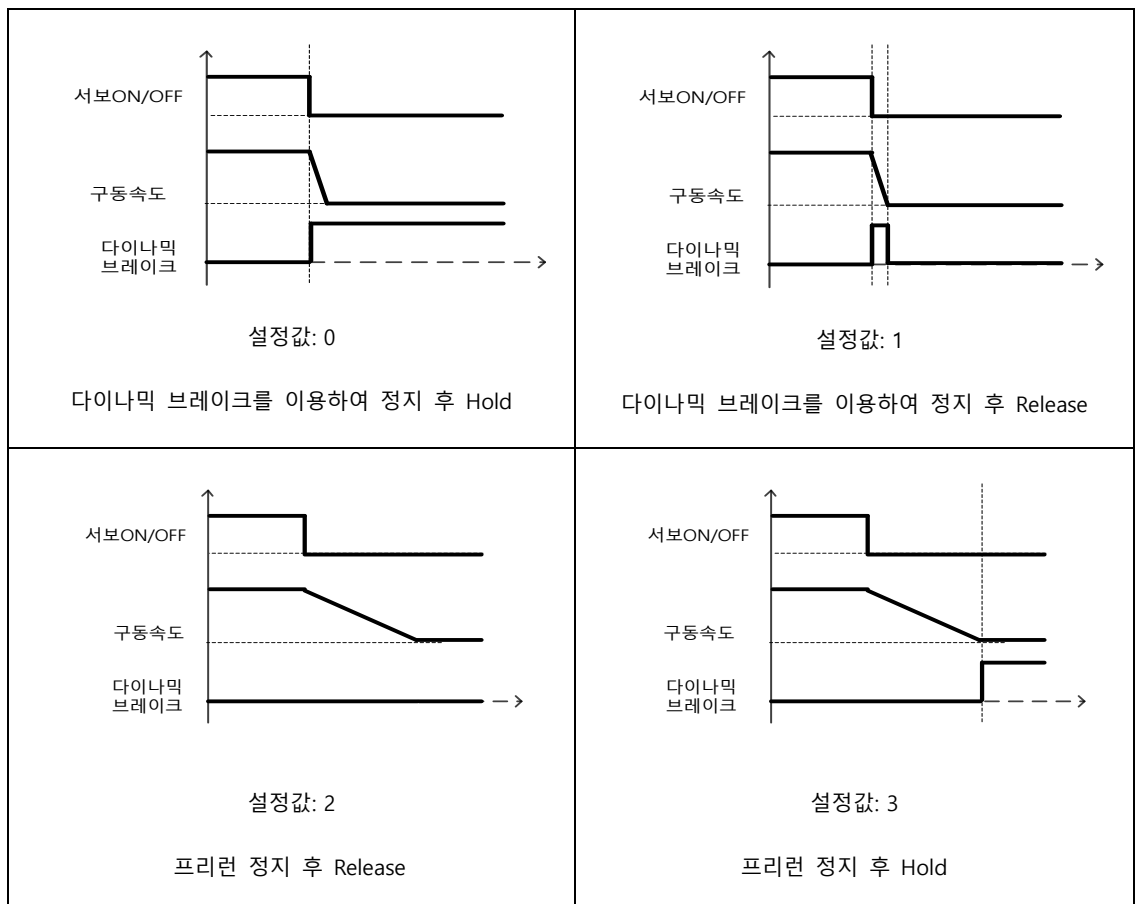 서보ON/OFF
구동속도
다이나믹
브레이크
설정값: 0
다이나믹 브레이크를 이용하여 정지 후 Hold
서보ON/OFF
구동속도
다이나믹
브레이크
설정값: 1
다이나믹 브레이크를 이용하여 정지 후 Release
서보ON/OFF
구동속도
다이나믹
브레이크
설정값: 2
프리런 정지 후 Release
서보ON/OFF
구동속도
다이나믹
브레이크
설정값: 3
프리런 정지 후 Hold